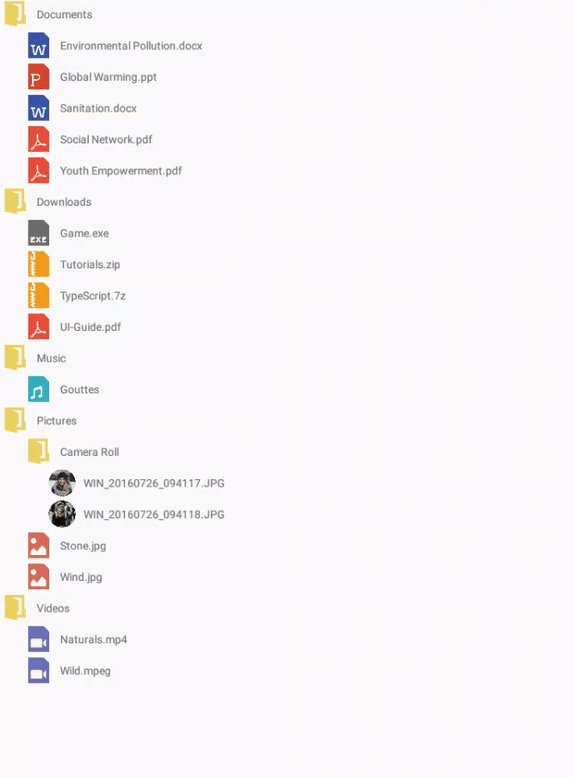 Documents
W Environmental Pollution.docx
P Global Warming.ppt
W Sanitation.docx
Social Network.pdf
Youth Empowerment.pdf
Downloads
EXE Game.exe
Tutorials.zip
TypeScript.7z
UI-Guide.pdf
Music
Gouttes
Pictures
Camera Roll
WIN_20160726_094117.JPG
WIN_20160726_094118.JPG
Stone.jpg
Wind.jpg
Videos
Naturals.mp4
Wild.mpeg